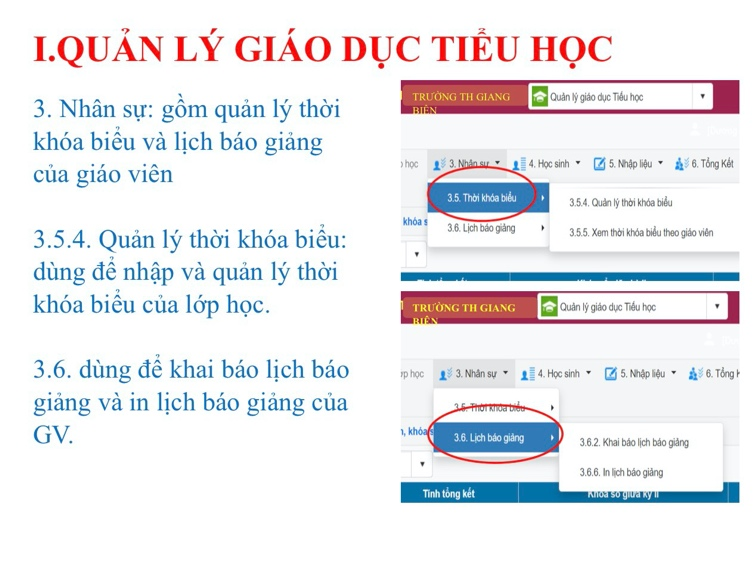 I.QUẢN LÝ GIÁO DỤC TIỂU HỌC
3. Nhân sự: gồm quản lý thời
khóa biểu và lịch báo giảng
của giáo viên
3.5.4. Quản lý thời khóa biểu:
dùng để nhập và quản lý thời
khóa biểu của lớp học.
3.6. dùng để khai báo lịch báo
giảng và in lịch báo giảng của
GV.
TRƯỜNG TH GIANG
BIÊN
Quản lý giáo dục Tiểu học
học 3. Nhân sự 4. Học sinh 5. Nhập liệu 6. Tổng Kết
3.5. Thời khóa biểu
3.5.4. Quản lý thời khóa biểu
khóa s
3.6. Lịch báo giảng
3.5.5. Xem thời khóa biểu theo giáo viên
TRƯỜNG TH GIANG
BIÊN
Quản lý giáo dục Tiểu học
ớp học 3. Nhân sự 4. Học sinh 5. Nhập liệu 6. Tổng K
3.5. Thời khóa biểu
, khóa s
3.6. Lịch báo giảng
3.6.2. Khai báo lịch báo giảng
3.6.6. In lịch báo giảng
Tính tổng kết
Khóa sổ giữa kỳ II